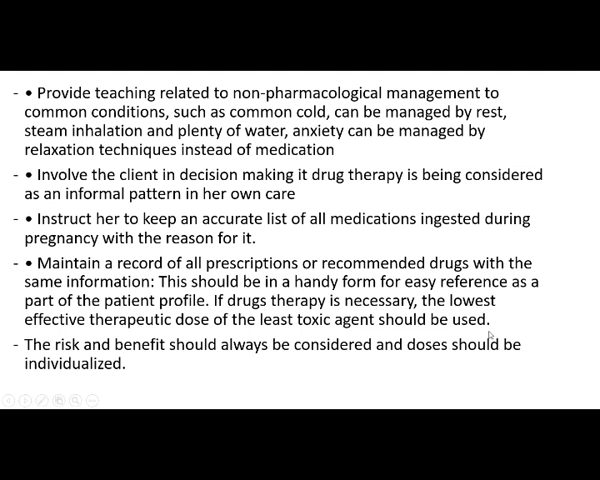 - • Provide teaching related to non-pharmacological management to
common conditions, such as common cold, can be managed by rest,
steam inhalation and plenty of water, anxiety can be managed by
relaxation techniques instead of medication
- • Involve the client in decision making it drug therapy is being considered
as an informal pattern in her own care
- • Instruct her to keep an accurate list of all medications ingested during
pregnancy with the reason for it.
- • Maintain a record of all prescriptions or recommended drugs with the
same information: This should be in a handy form for easy reference as a
part of the patient profile. If drugs therapy is necessary, the lowest
effective therapeutic dose of the least toxic agent should be used.
- The risk and benefit should always be considered and doses should be
individualized.